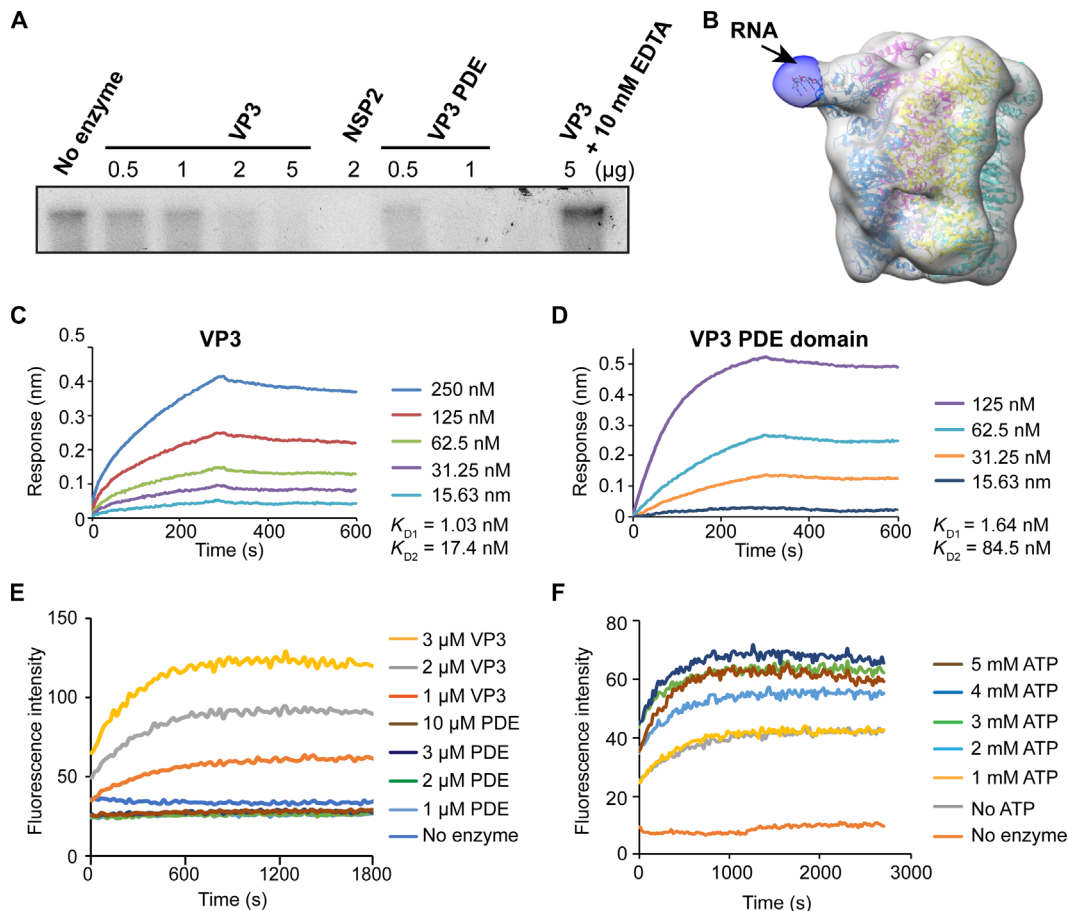 A
No enzyme
VP3
NSP2
VP3 PDE
VP3
+ 10 mM EDTA
0.5 1 2 5 2 0.5 1 5 (µg)
B
RNA
C
VP3
Response (nm)
0.5
0.4
0.3
0.2
0.1
0
0 200 400 600
Time (s)
250 nM
125 nM
62.5 nM
31.25 nM
15.63 nm
KD1 = 1.03 nM
KD2 = 17.4 nM
D
VP3 PDE domain
Response (nm)
0.5
0.4
0.3
0.2
0.1
0
0 200 400 600
Time (s)
125 nM
62.5 nM
31.25 nM
15.63 nm
KD1 = 1.64 nM
KD2 = 84.5 nM
E
Fluorescence intensity
150
100
50
0
0 600 1200 1800
Time (s)
3 µM VP3
2 µM VP3
1 µM VP3
10 µM PDE
3 µM PDE
2 µM PDE
1 µM PDE
No enzyme
F
Fluorescence intensity
80
60
40
20
0
0 1000 2000 3000
Time (s)
5 mM ATP
4 mM ATP
3 mM ATP
2 mM ATP
1 mM ATP
No ATP
No enzyme